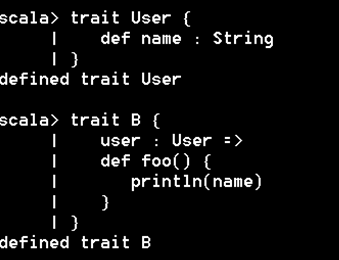 scala> trait User {
     |     def name : String
     | }
defined trait User
scala> trait B {
     |     user : User =>
     |     def foo() {
     |        println(name)
     |     }
     | }
defined trait B